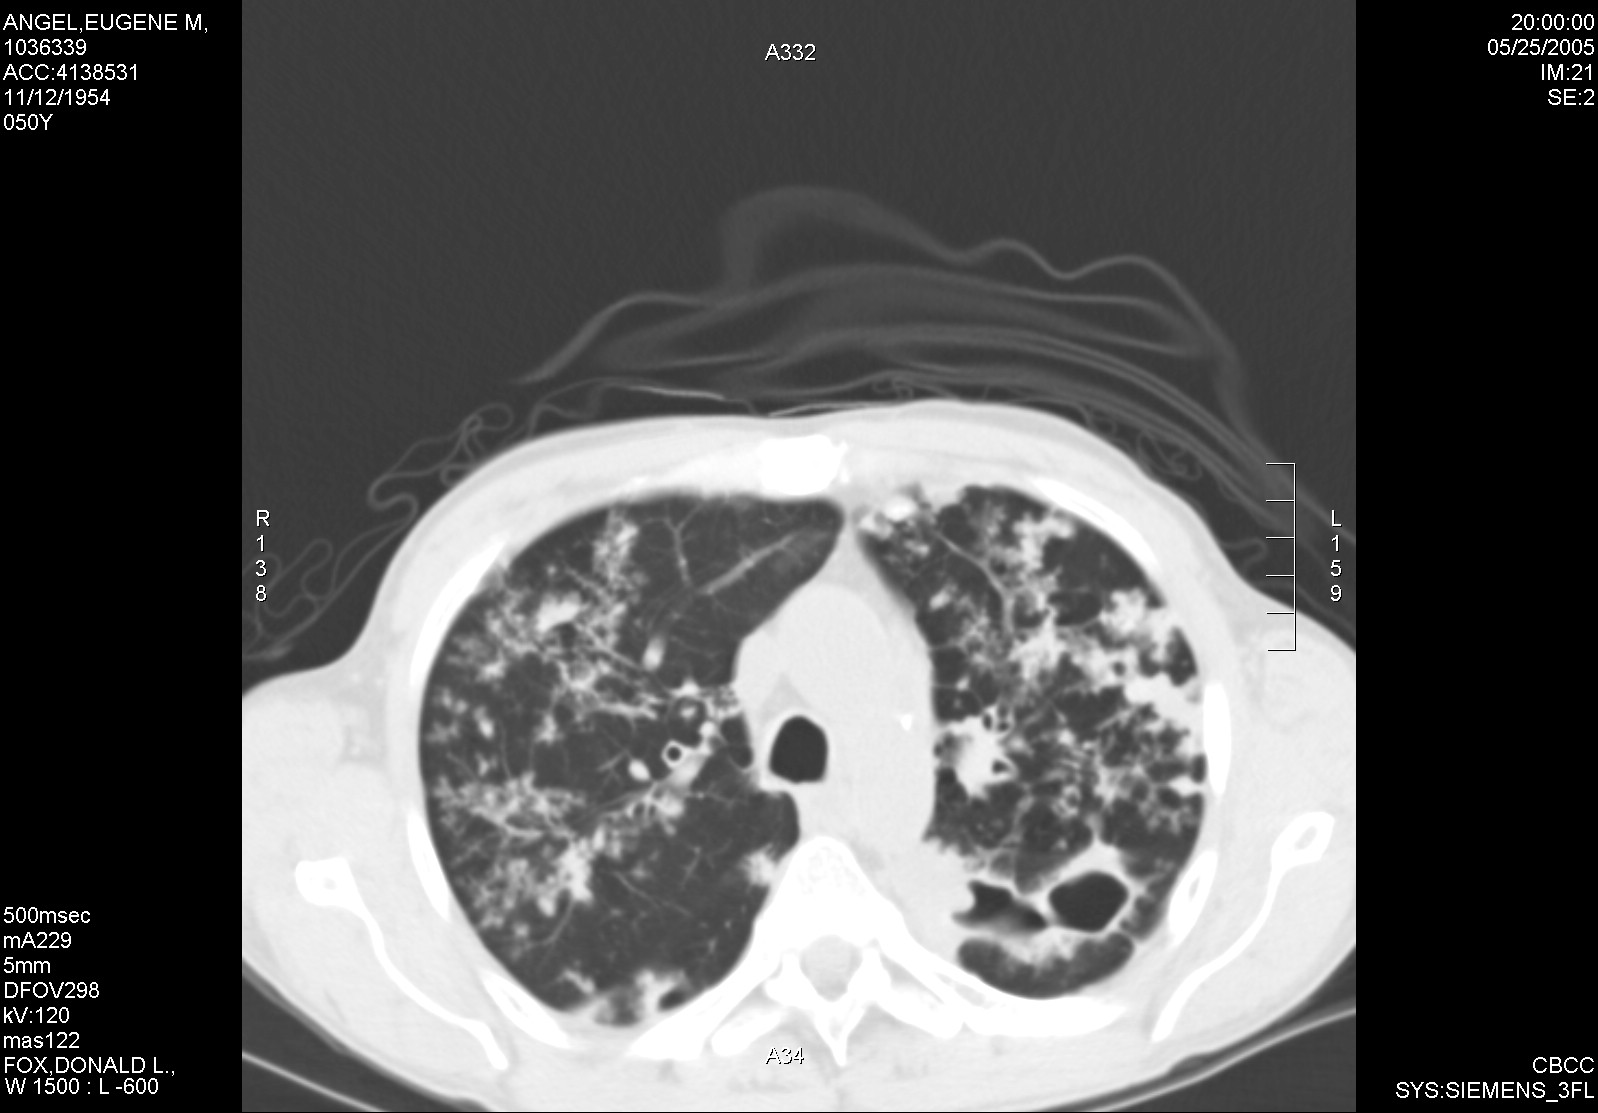 ANGEL,EUGENE M,
1036339
ACC:4138531
11/12/1954
050Y
A332
20:00:00
05/25/2005
IM:21
SE:2
R
1
3
8
L
1
5
9
500msec
mA229
5mm
DFOV298
kV:120
mas122
FOX,DONALD L.,
W 1500 : L -600
A34
CBCC
SYS:SIEMENS_3FL